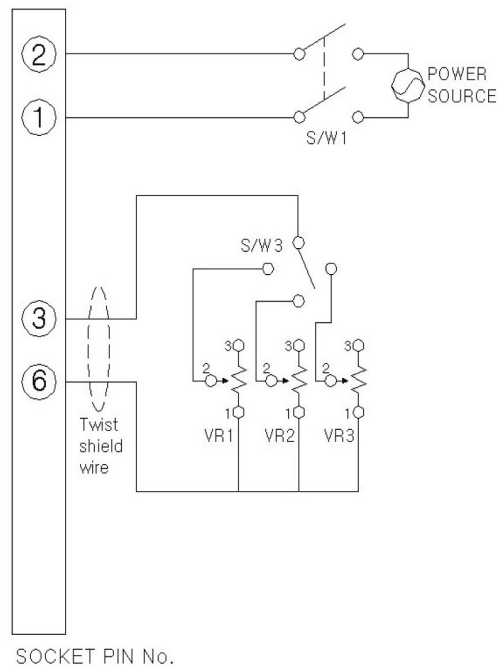 2
POWER
SOURCE
1
S/W1
S/W3
3
3 3 3
2 2 2
6
1 1 1
Twist
shield
wire
VR1 VR2 VR3
SOCKET PIN No.